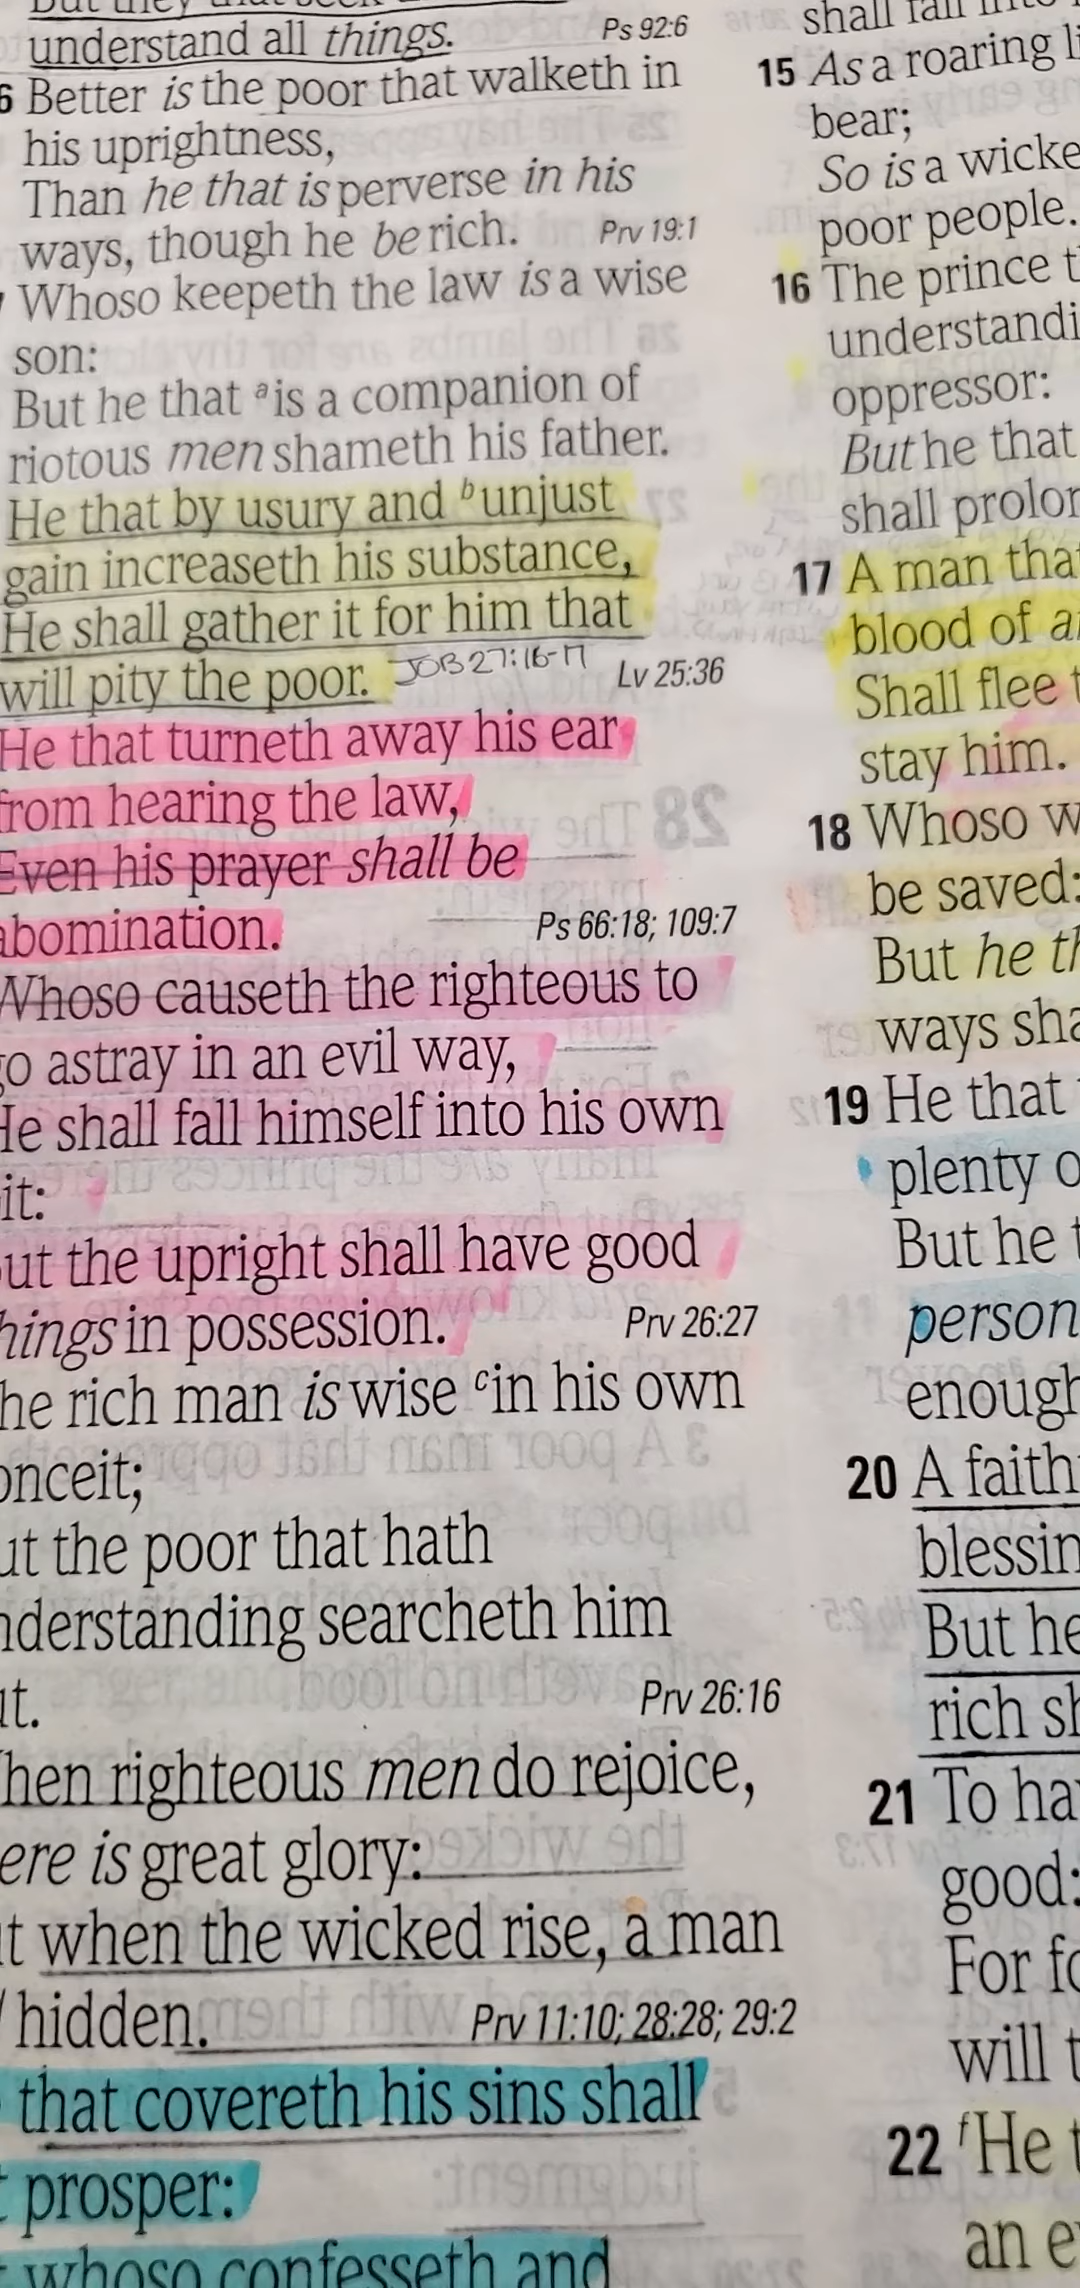 But they that seek
understand all things. Ps 92:6
6 Better is the poor that walketh in
his uprightness,
Than he that is perverse in his
ways, though he be rich. Prv 19:1
Whoso keepeth the law is a wise
son:
But he that a is a companion of
riotous men shameth his father.
He that by usury and b unjust
gain increaseth his substance,
He shall gather it for him that
will pity the poor. JOB 27:16-17 Lv 25:36
He that turneth away his ear
from hearing the law,
Even his prayer shall be
abomination. Ps 66:18; 109:7
Whoso causeth the righteous to
go astray in an evil way,
He shall fall himself into his own
it:
ut the upright shall have good
hings in possession. Prv 26:27
he rich man is wise c in his own
onceit;
ut the poor that hath
nderstanding searcheth him
ut. Prv 26:16
hen righteous men do rejoice,
ere is great glory:
t when the wicked rise, a man
hidden. Prv 11:10; 28:28; 29:2
that covereth his sins shall
t prosper:
t whoso confesseth and
shall fall into
15 As a roaring li
bear;
So is a wicke
poor people.
16 The prince t
understandi
oppressor:
But he that
shall prolon
17 A man tha
blood of a
Shall flee t
stay him.
18 Whoso w
be saved:
But he th
ways sha
19 He that
plenty o
But he t
person
enough
20 A faith
blessin
But he
rich sh
21 To ha
good:
For fo
will t
22 f He t
an e